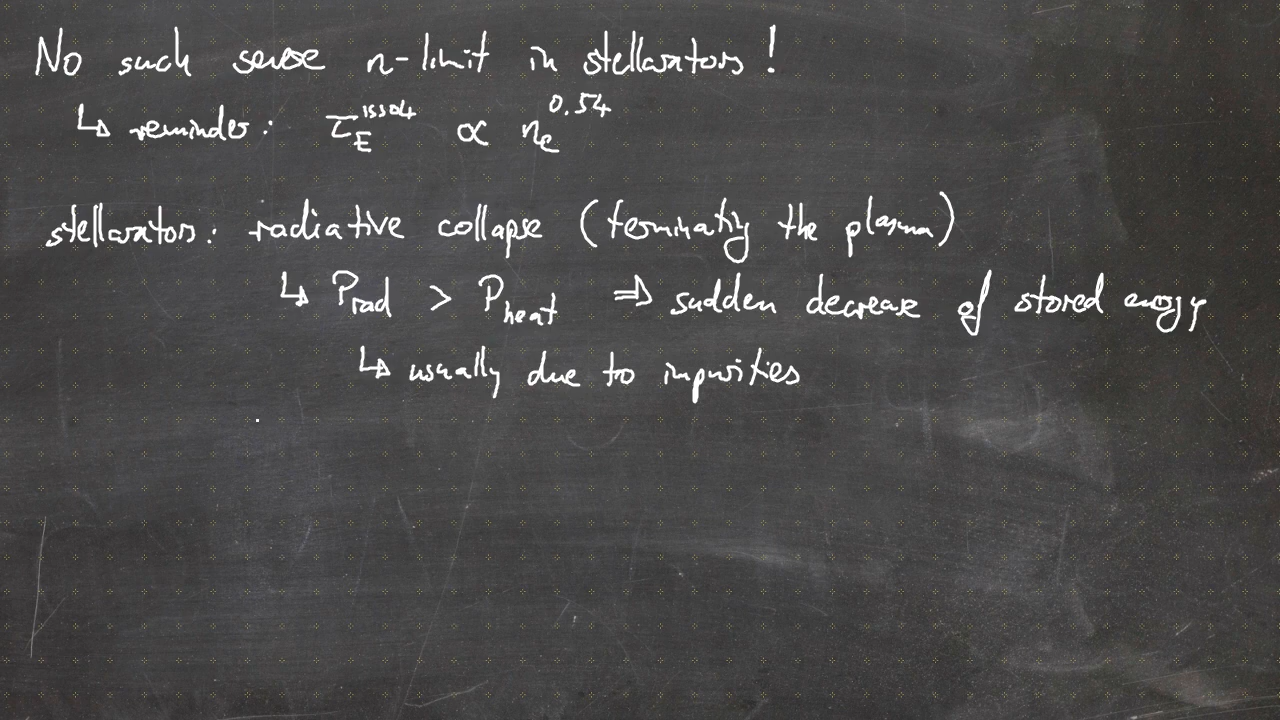 No such sense n-limit in stellarators!
↳ reminder: τ_E^ISS04 ∝ n_e^0.54
stellarators: radiative collapse (terminating the plasma)
↳ P_rad > P_heat ⇒ sudden decrease of stored energy
↳ usually due to impurities